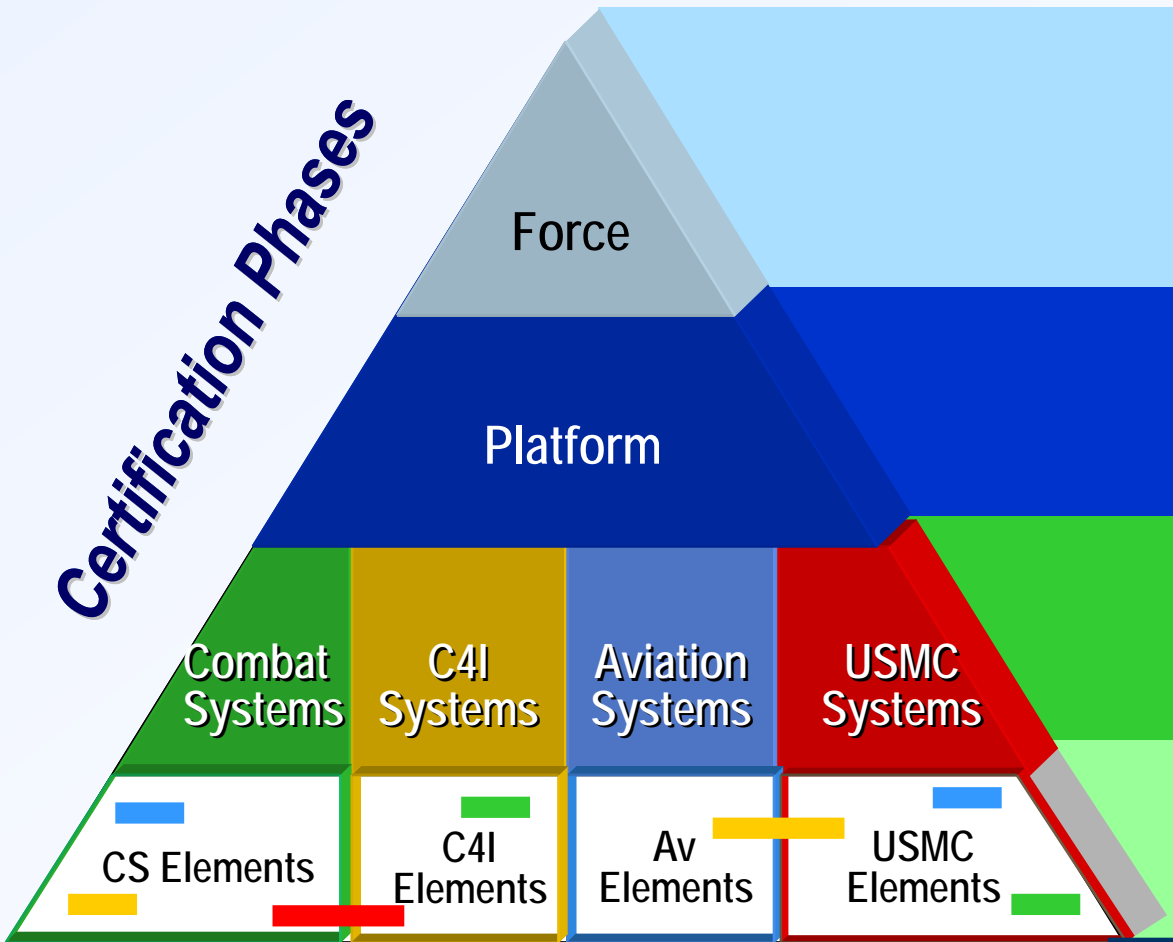 Certification Phases
Force
Platform
Combat
Systems
C4I
Systems
Aviation
Systems
USMC
Systems
CS Elements
C4I
Elements
Av
Elements
USMC
Elements